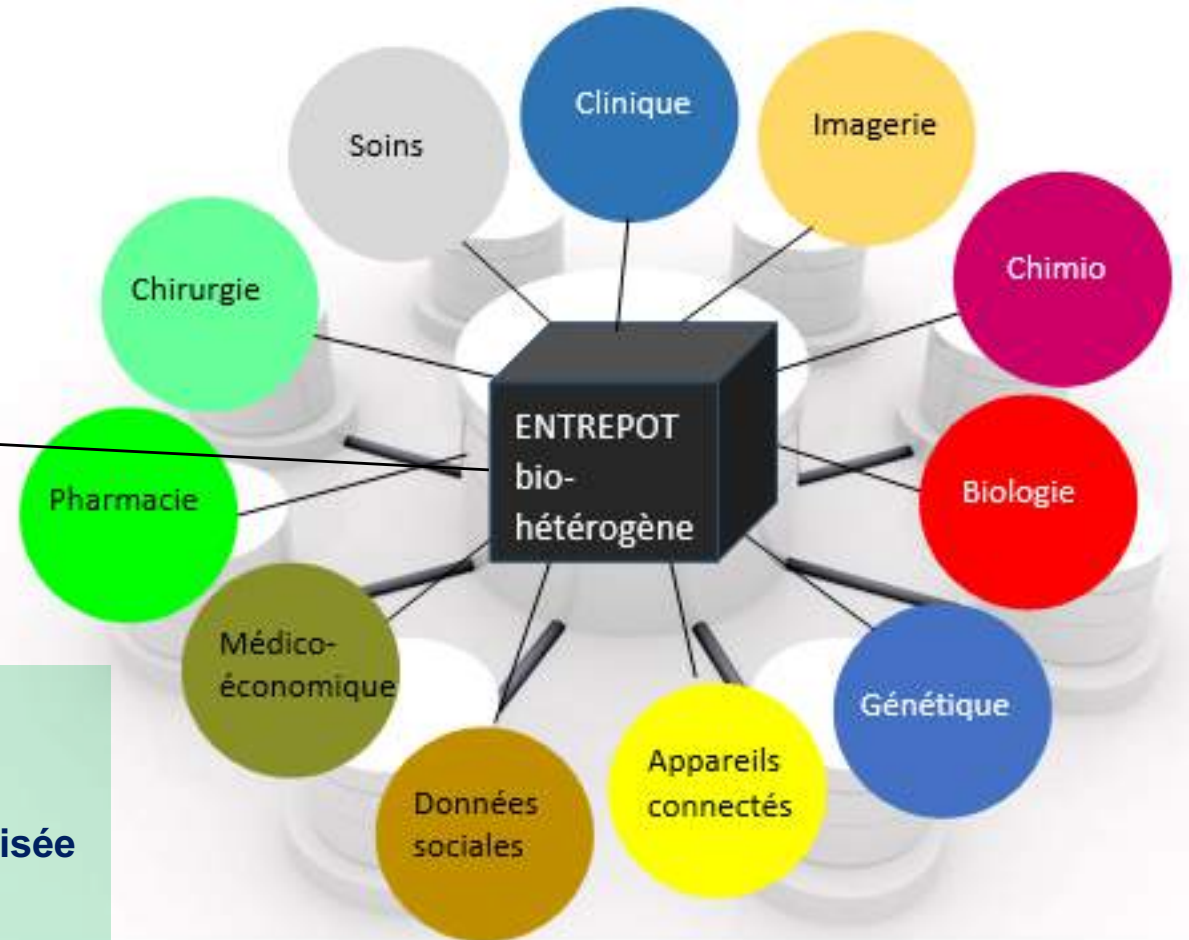 Clinique
Imagerie
Soins
Chimio
Chirurgie
ENTREPOT
bio-
hétérogène
Pharmacie
Biologie
Médico-
économique
Génétique
Appareils
connectés
Données
sociales
isée